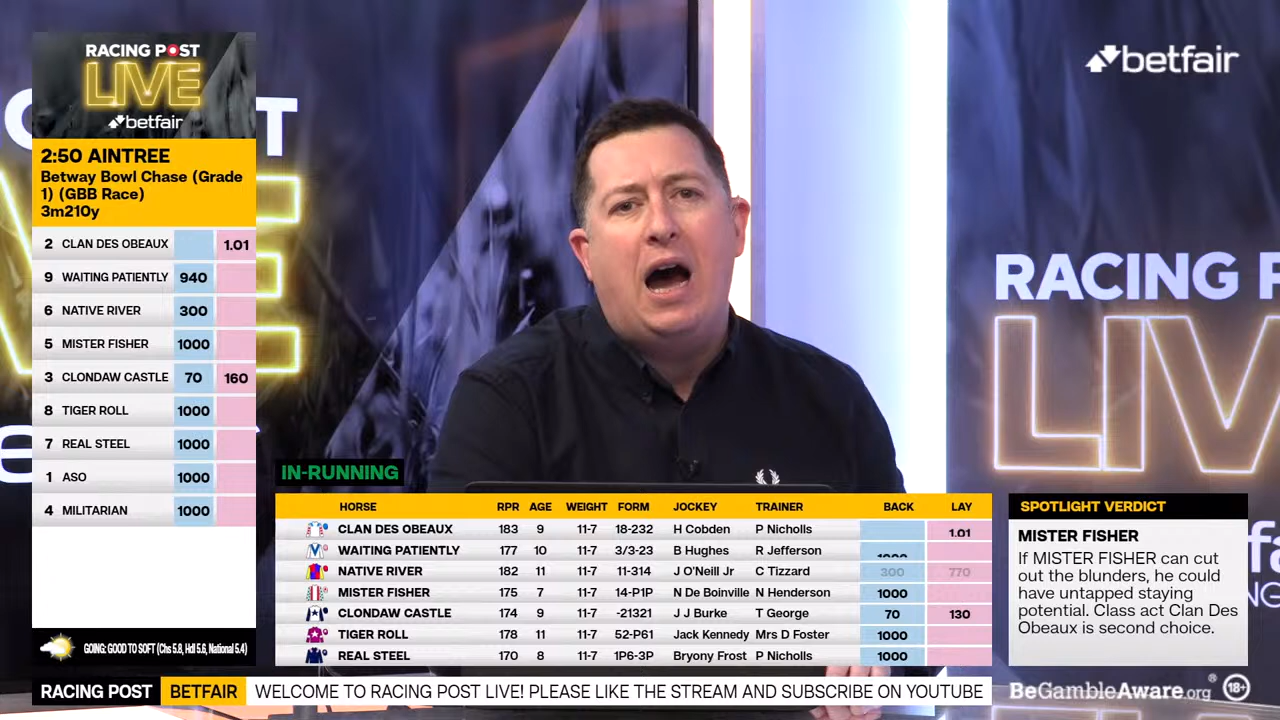 RACING POST
LIVE
betfair
2:50 AINTREE
Betway Bowl Chase (Grade
1) (GBB Race)
3m210y
2 CLAN DES OBEAUX 1.01
9 WAITING PATIENTLY 940
6 NATIVE RIVER 300
5 MISTER FISHER 1000
3 CLONDAW CASTLE 70 160
8 TIGER ROLL 1000
7 REAL STEEL 1000
1 ASO 1000
4 MILITARIAN 1000
GOING: GOOD TO SOFT (Chs 5.8, Hdl 5.6, National 5.4)
betfair
RACING P
LIV
IN-RUNNING
HORSE RPR AGE WEIGHT FORM JOCKEY TRAINER BACK LAY
CLAN DES OBEAUX 183 9 11-7 18-232 H Cobden P Nicholls 1.01
WAITING PATIENTLY 177 10 11-7 3/3-23 B Hughes R Jefferson
NATIVE RIVER 182 11 11-7 11-314 J O'Neill Jr C Tizzard 300 770
MISTER FISHER 175 7 11-7 14-P1P N De Boinville N Henderson 1000
CLONDAW CASTLE 174 9 11-7 -21321 J J Burke T George 70 130
TIGER ROLL 178 11 11-7 52-P61 Jack Kennedy Mrs D Foster 1000
REAL STEEL 170 8 11-7 1P6-3P Bryony Frost P Nicholls 1000
SPOTLIGHT VERDICT
MISTER FISHER
If MISTER FISHER can cut
out the blunders, he could
have untapped staying
potential. Class act Clan Des
Obeaux is second choice.
RACING POST BETFAIR WELCOME TO RACING POST LIVE! PLEASE LIKE THE STREAM AND SUBSCRIBE ON YOUTUBE
BeGambleAware.org® 18+